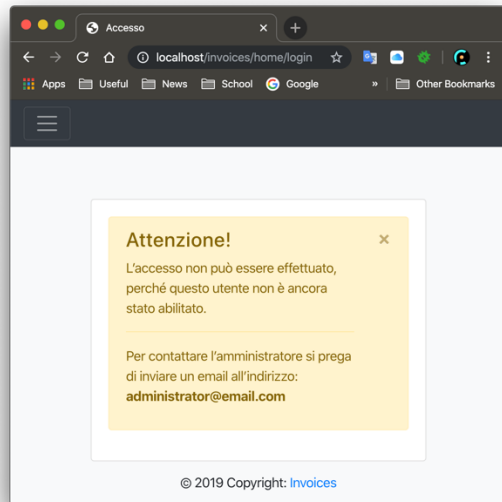 Accesso
localhost/invoices/home/login
Apps Useful News School Google » Other Bookmarks
Attenzione!
L'accesso non può essere effettuato,
perché questo utente non è ancora
stato abilitato.
Per contattare l'amministratore si prega
di inviare un email all'indirizzo:
administrator@email.com
© 2019 Copyright: Invoices